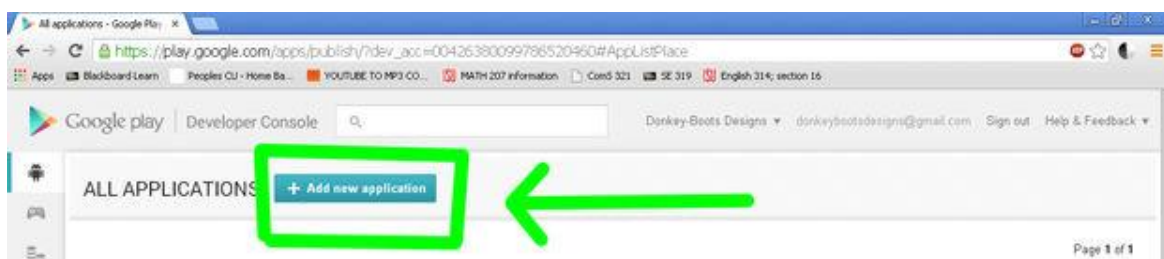 All applications - Google Play
https://play.google.com/apps/publish/?dev_acc=00426380099786520460#AppListPlace
Apps Blackboard Learn Peoples CU - Home Ba... YOUTUBE TO MP3 CO... MATH 207 information ComS 321 SE 319 English 314; section 16
Google play Developer Console Donkey-Boots Designs donkeybootsdesigns@gmail.com Sign out Help & Feedback
ALL APPLICATIONS + Add new application
Page 1 of 1